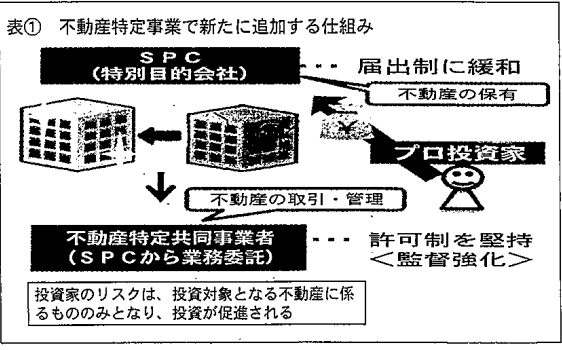 表① 不動産特定事業で新たに追加する仕組み
ＳＰＣ
(特別目的会社)
･･･ 届出制に緩和
不動産の保有
¥
プロ投資家
不動産の取引・管理
不動産特定共同事業者
(ＳＰＣから業務委託)
･･･ 許可制を堅持
＜監督強化＞
投資家のリスクは、投資対象となる不動産に係
るもののみとなり、投資が促進される